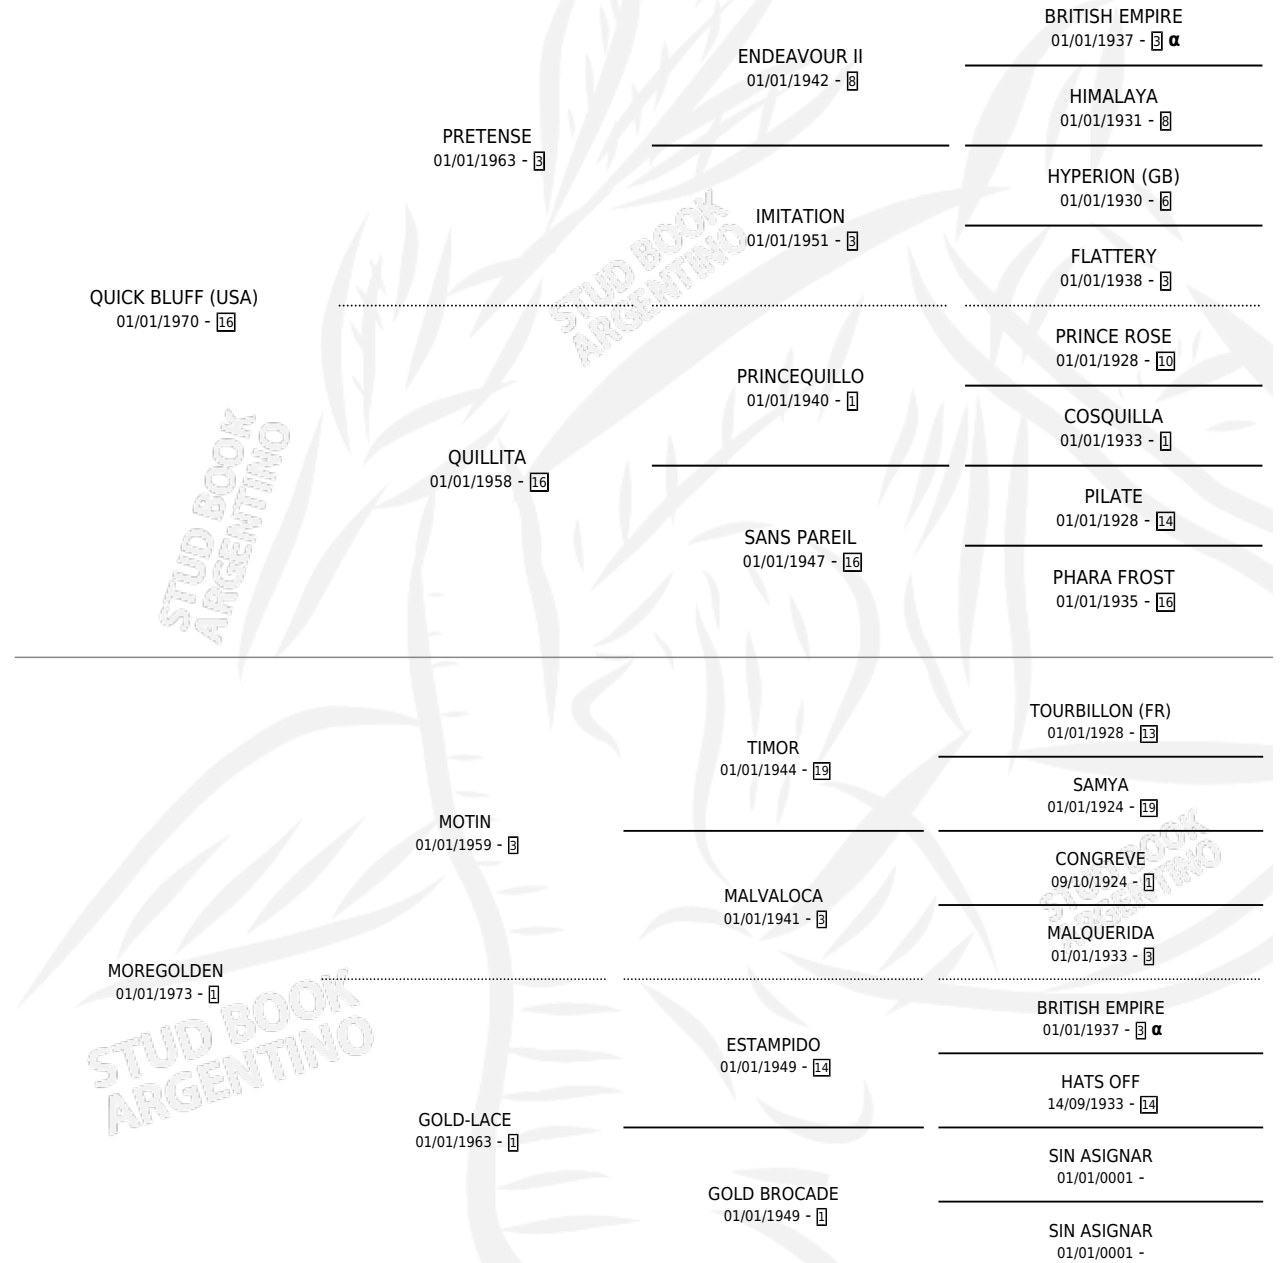 BRITISH EMPIRE
01/01/1937 - 3 α
ENDEAVOUR II
01/01/1942 - 8
HIMALAYA
01/01/1931 - 8
PRETENSE
01/01/1963 - 3
HYPERION (GB)
01/01/1930 - 6
IMITATION
01/01/1951 - 3
FLATTERY
01/01/1938 - 3
STUD BOOK
ARGENTINO
QUICK BLUFF (USA)
01/01/1970 - 16
PRINCE ROSE
01/01/1928 - 10
PRINCEQUILLO
01/01/1940 - 1
COSQUILLA
01/01/1933 - 1
QUILLITA
01/01/1958 - 16
PILATE
01/01/1928 - 14
SANS PAREIL
01/01/1947 - 16
PHARA FROST
01/01/1935 - 16
STUD BOOK
ARGENTINO
TOURBILLON (FR)
01/01/1928 - 13
TIMOR
01/01/1944 - 19
SAMYA
01/01/1924 - 19
MOTIN
01/01/1959 - 3
CONGREVE
09/10/1924 - 1
MALVALOCA
01/01/1941 - 3
MALQUERIDA
01/01/1933 - 3
STUD BOOK
ARGENTINO
MOREGOLDEN
01/01/1973 - 1
BRITISH EMPIRE
01/01/1937 - 3 α
ESTAMPIDO
01/01/1949 - 14
HATS OFF
14/09/1933 - 14
GOLD-LACE
01/01/1963 - 1
SIN ASIGNAR
01/01/0001 -
GOLD BROCADE
01/01/1949 - 1
SIN ASIGNAR
01/01/0001 -
STUD BOOK
ARGENTINO